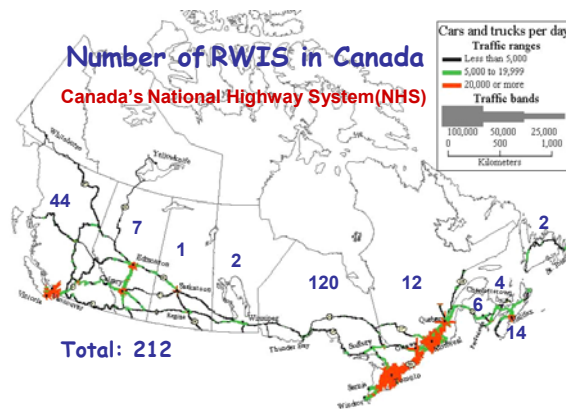 Number of RWIS in Canada
Canada's National Highway System(NHS)
Cars and trucks per day
Traffic ranges
Less than 5,000
5,000 to 19,999
20,000 or more
Traffic bands
100,000 50,000 25,000
0 500 1,000
Kilometers
Whitehorse
Yellowknife
44
7
1
2
120
12
2
4
6
14
Edmonton
Calgary
Saskatoon
Regina
Winnipeg
Victoria
Vancouver
Thunder Bay
Sudbury
Ottawa
Quebec
Montreal
Charlottetown
Halifax
Toronto
Sarnia
Windsor
Total: 212